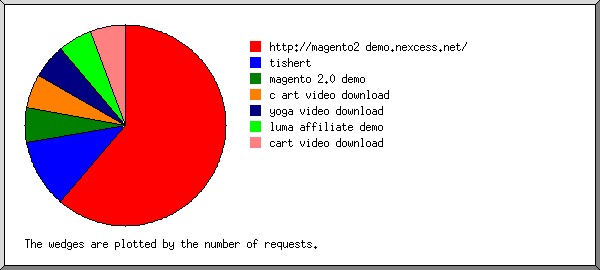 http://magento2 demo.nexcess.net/
tishert
magento 2.0 demo
c art video download
yoga video download
luma affiliate demo
cart video download
The wedges are plotted by the number of requests.